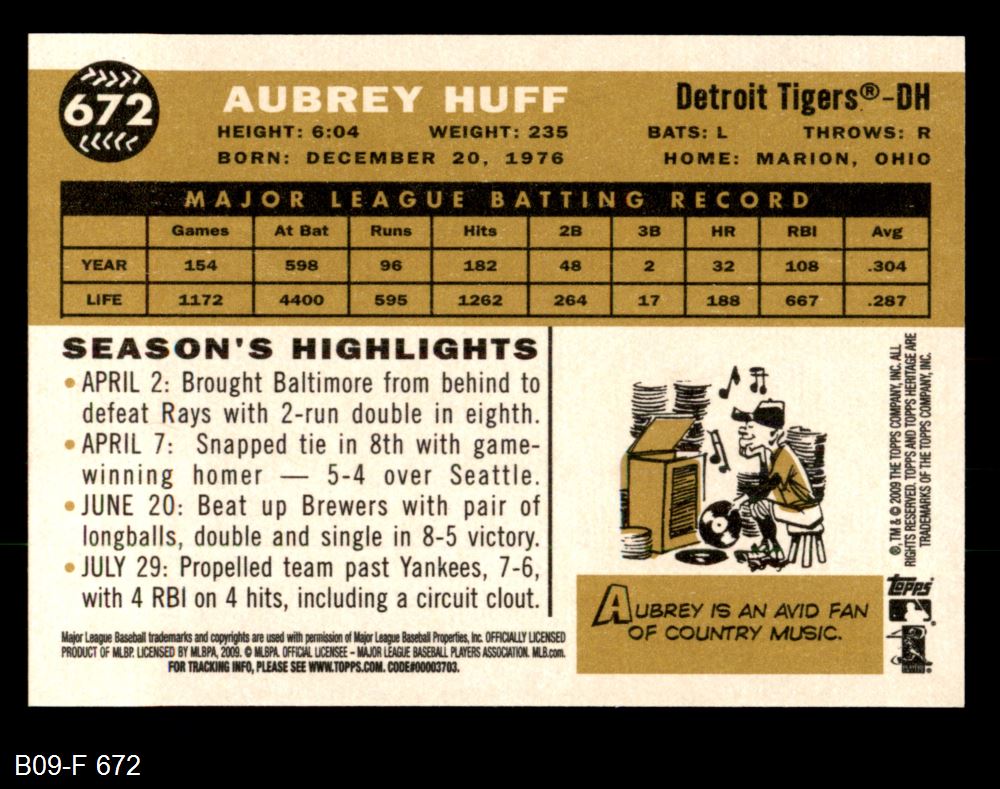 672
AUBREY HUFF
Detroit Tigers®-DH
HEIGHT: 6:04 WEIGHT: 235 BATS: L THROWS: R
BORN: DECEMBER 20, 1976 HOME: MARION, OHIO
MAJOR LEAGUE BATTING RECORD
Games At Bat Runs Hits 2B 3B HR RBI Avg
YEAR 154 598 96 182 48 2 32 108 .304
LIFE 1172 4400 595 1262 264 17 188 667 .287
SEASON'S HIGHLIGHTS
• APRIL 2: Brought Baltimore from behind to
defeat Rays with 2-run double in eighth.
• APRIL 7: Snapped tie in 8th with game-
winning homer — 5-4 over Seattle.
• JUNE 20: Beat up Brewers with pair of
longballs, double and single in 8-5 victory.
• JULY 29: Propelled team past Yankees, 7-6,
with 4 RBI on 4 hits, including a circuit clout.
Major League Baseball trademarks and copyrights are used with permission of Major League Baseball Properties, Inc. OFFICIALLY LICENSED
PRODUCT OF MLBP. LICENSED BY MLBPA, 2009. © MLBPA. OFFICIAL LICENSEE – MAJOR LEAGUE BASEBALL PLAYERS ASSOCIATION. MLB.com.
FOR TRACKING INFO, PLEASE SEE WWW.TOPPS.COM. CODE#00003703.
AUBREY IS AN AVID FAN
OF COUNTRY MUSIC.
®, TM & © 2009 THE TOPPS COMPANY, INC. ALL
RIGHTS RESERVED. TOPPS AND TOPPS HERITAGE ARE
TRADEMARKS OF THE TOPPS COMPANY, INC.
topps
B09-F 672